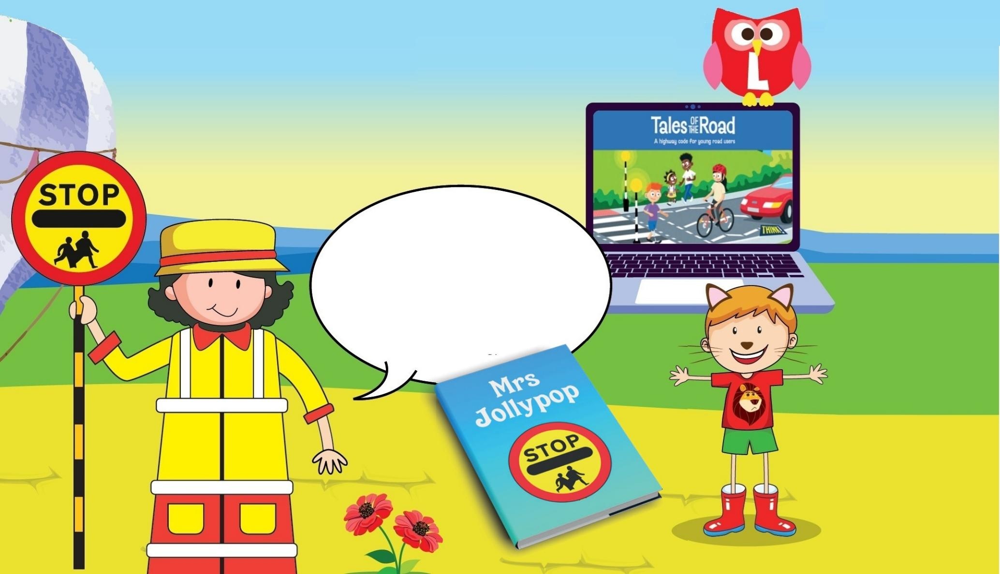 STOP
Tales OF THE Road
A highway code for young road users
THINK!
L
Mrs
Jollypop
STOP